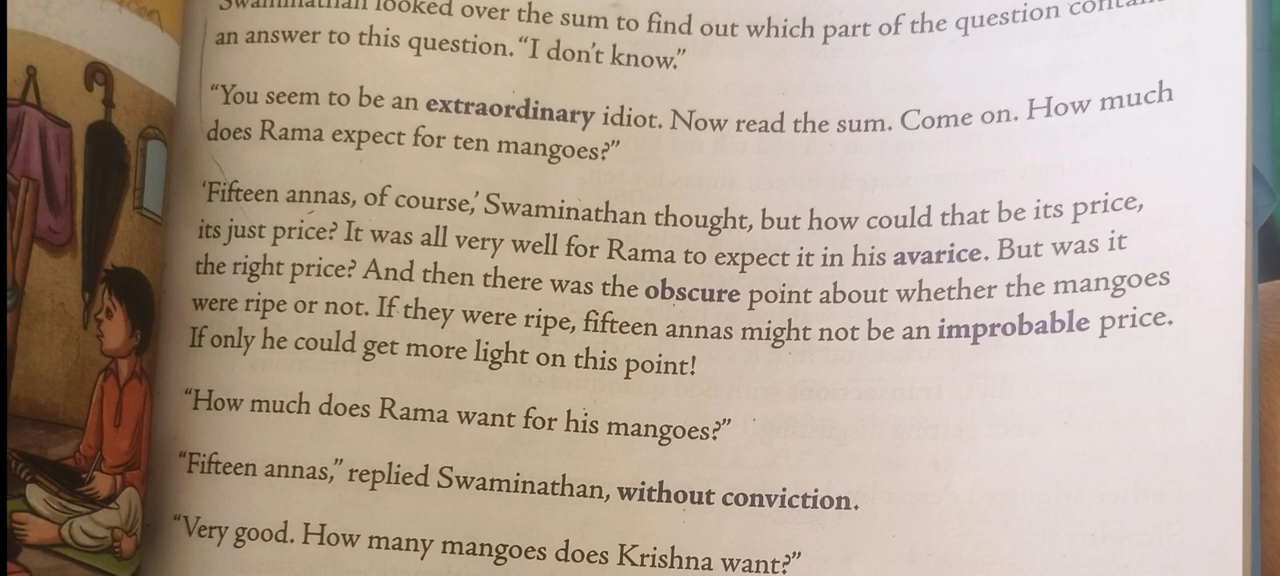 Swaminathan looked over the sum to find out which part of the question
an answer to this question. “I don’t know.”
“You seem to be an extraordinary idiot. Now read the sum. Come on. How much
does Rama expect for ten mangoes?”
‘Fifteen annas, of course,’ Swaminathan thought, but how could that be its price,
its just price? It was all very well for Rama to expect it in his avarice. But was it
the right price? And then there was the obscure point about whether the mangoes
were ripe or not. If they were ripe, fifteen annas might not be an improbable price.
If only he could get more light on this point!
“How much does Rama want for his mangoes?”
“Fifteen annas,” replied Swaminathan, without conviction.
“Very good. How many mangoes does Krishna want?”